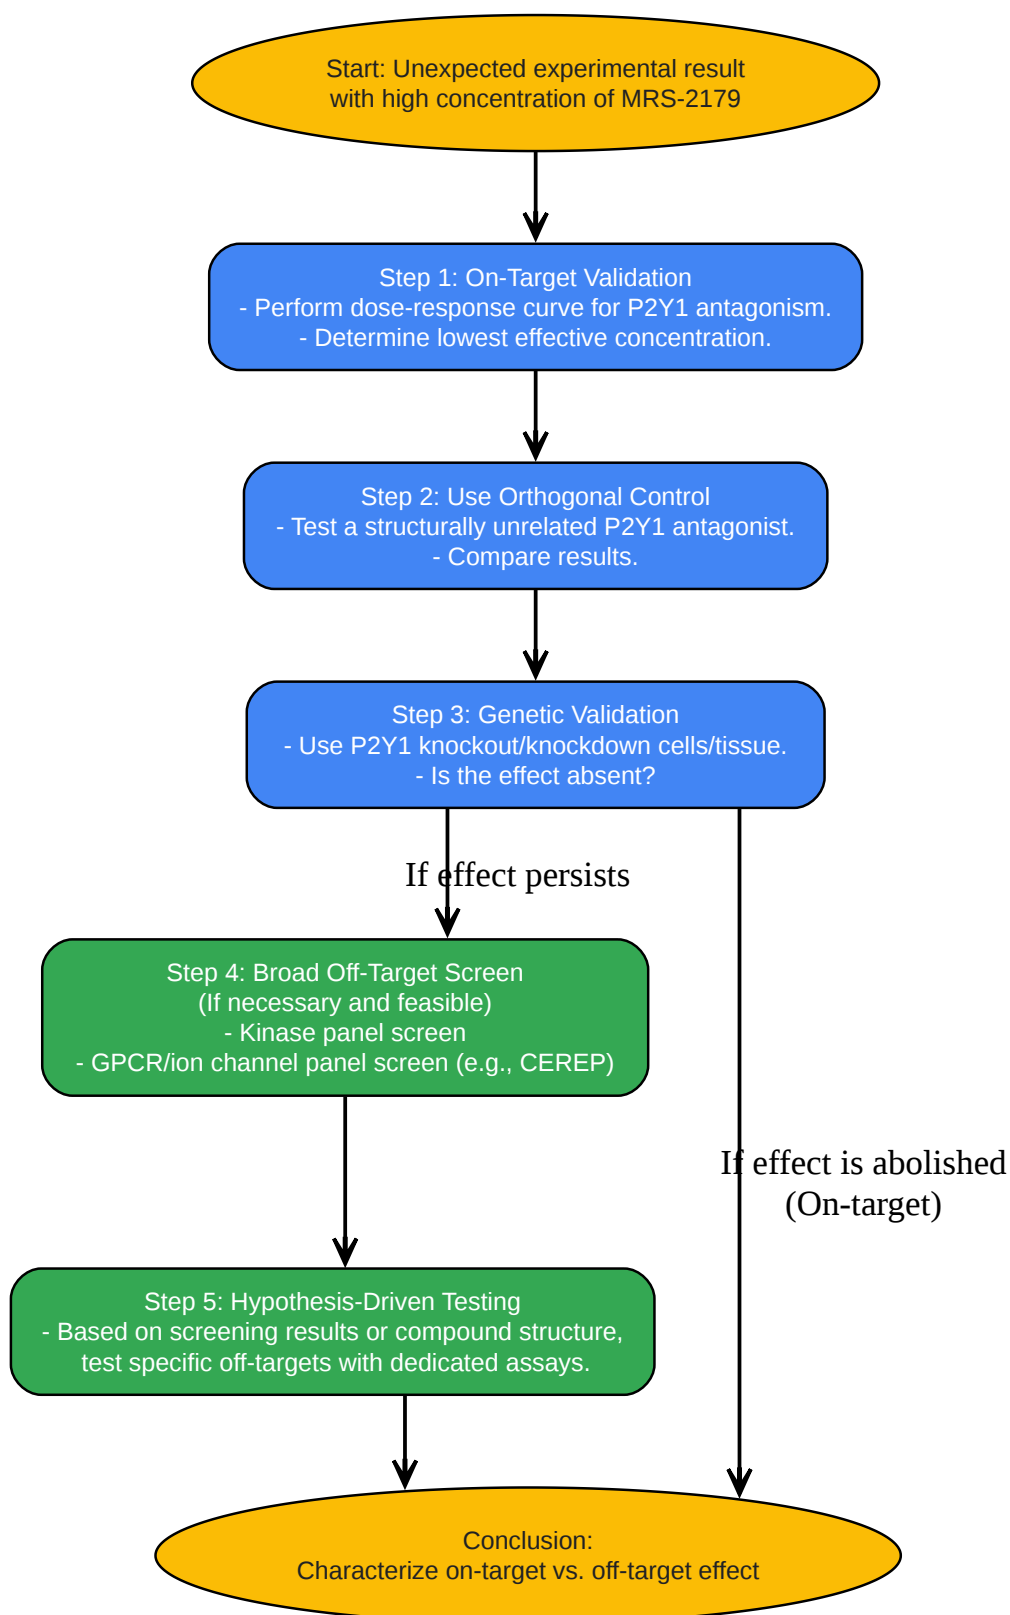 Start: Unexpected experimental result
with high concentration of MRS-2179
Step 1: On-Target Validation
- Perform dose-response curve for P2Y1 antagonism.
- Determine lowest effective concentration.
Step 2: Use Orthogonal Control
- Test a structurally unrelated P2Y1 antagonist.
- Compare results.
Step 3: Genetic Validation
- Use P2Y1 knockout/knockdown cells/tissue.
- Is the effect absent?
If effect persists
Step 4: Broad Off-Target Screen
(If necessary and feasible)
- Kinase panel screen
- GPCR/ion channel panel screen (e.g., CEREP)
If effect is abolished
(On-target)
Step 5: Hypothesis-Driven Testing
- Based on screening results or compound structure,
test specific off-targets with dedicated assays.
Conclusion:
Characterize on-target vs. off-target effect